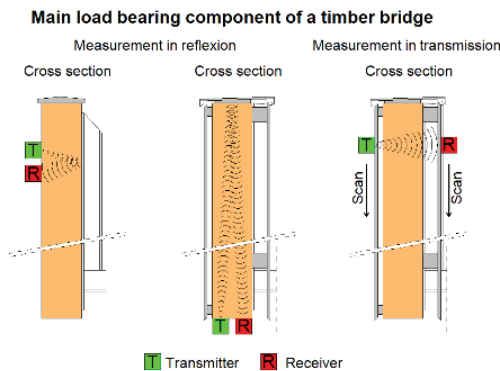 Main load bearing component of a timber bridge
Measurement in reflexion
Measurement in transmission
Cross section
Cross section
Cross section
T
R
T
R
Scan
Scan
T R
T Transmitter R Receiver